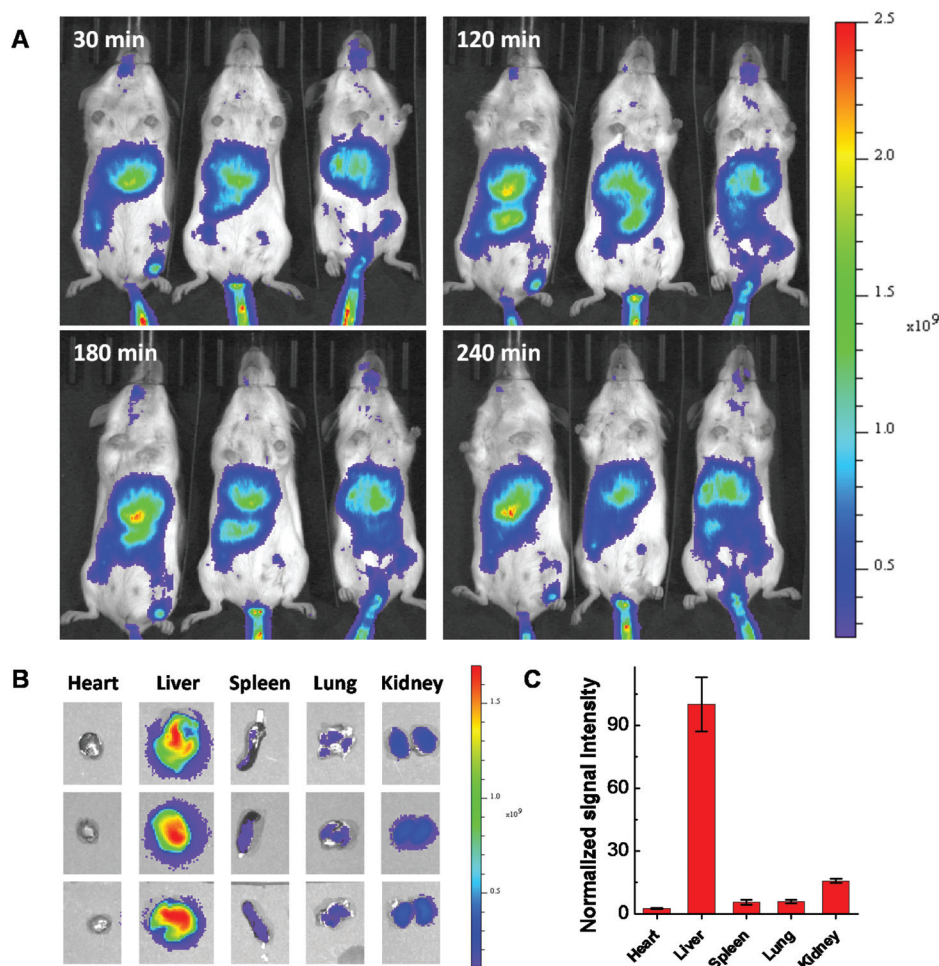 A
30 min
120 min
180 min
240 min
2.5
2.0
1.5
x10⁹
1.0
0.5
B
Heart Liver Spleen Lung Kidney
1.5
1.0
x10⁹
0.5
C
Normalized signal Intensity
90
60
30
0
Heart
Liver
Spleen
Lung
Kidney